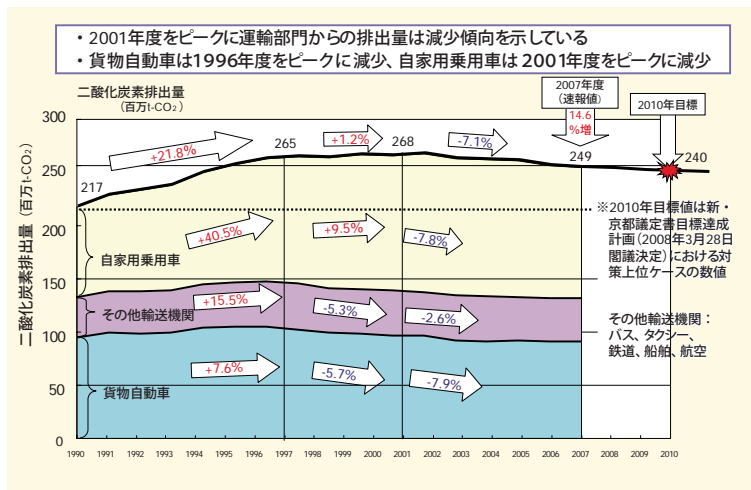 ・2001年度をピークに運輸部門からの排出量は減少傾向を示している
・貨物自動車は1996年度をピークに減少、自家用乗用車は2001年度をピークに減少
二酸化炭素排出量
（百万t-CO2）
2007年度
（速報値）
14.6
％増
2010年目標
300
250
200
150
100
50
0
二酸化炭素排出量（百万t-CO2）
217
+21.8%
265
+1.2%
268
-7.1%
249
240
※2010年目標値は新・
京都議定書目標達成
計画（2008年3月28日
閣議決定）における対
策上位ケースの数値
自家用乗用車
+40.5%
+9.5%
-7.8%
その他輸送機関
+15.5%
-5.3%
-2.6%
その他輸送機関：
バス、タクシー、
鉄道、船舶、航空
貨物自動車
+7.6%
-5.7%
-7.9%
1990 1991 1992 1993 1994 1995 1996 1997 1998 1999 2000 2001 2002 2003 2004 2005 2006 2007 2010